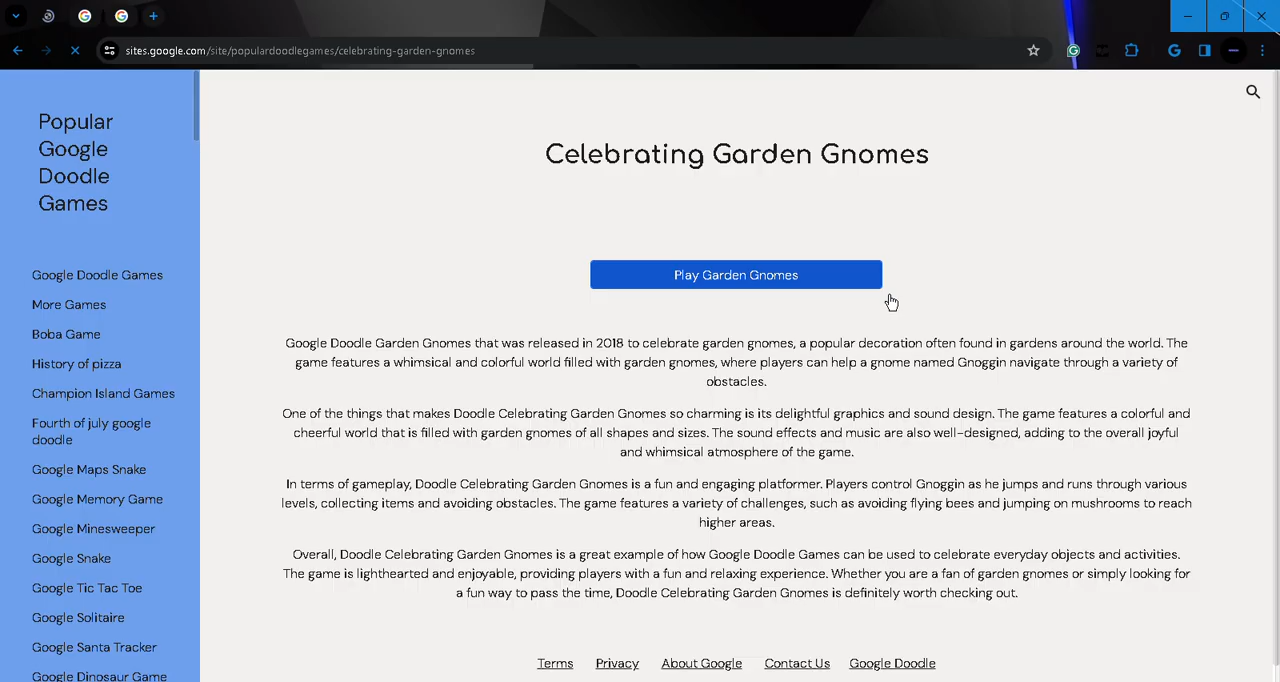 sites.google.com/site/populardoodlegames/celebrating-garden-gnomes
Popular
Google
Doodle
Games
Google Doodle Games
More Games
Boba Game
History of pizza
Champion Island Games
Fourth of july google
doodle
Google Maps Snake
Google Memory Game
Google Minesweeper
Google Snake
Google Tic Tac Toe
Google Solitaire
Google Santa Tracker
Google Dinosaur Game
Celebrating Garden Gnomes
Play Garden Gnomes
Google Doodle Garden Gnomes that was released in 2018 to celebrate garden gnomes, a popular decoration often found in gardens around the world. The
game features a whimsical and colorful world filled with garden gnomes, where players can help a gnome named Gnoggin navigate through a variety of
obstacles.
One of the things that makes Doodle Celebrating Garden Gnomes so charming is its delightful graphics and sound design. The game features a colorful and
cheerful world that is filled with garden gnomes of all shapes and sizes. The sound effects and music are also well-designed, adding to the overall joyful
and whimsical atmosphere of the game.
In terms of gameplay, Doodle Celebrating Garden Gnomes is a fun and engaging platformer. Players control Gnoggin as he jumps and runs through various
levels, collecting items and avoiding obstacles. The game features a variety of challenges, such as avoiding flying bees and jumping on mushrooms to reach
higher areas.
Overall, Doodle Celebrating Garden Gnomes is a great example of how Google Doodle Games can be used to celebrate everyday objects and activities.
The game is lighthearted and enjoyable, providing players with a fun and relaxing experience. Whether you are a fan of garden gnomes or simply looking for
a fun way to pass the time, Doodle Celebrating Garden Gnomes is definitely worth checking out.
Terms Privacy About Google Contact Us Google Doodle